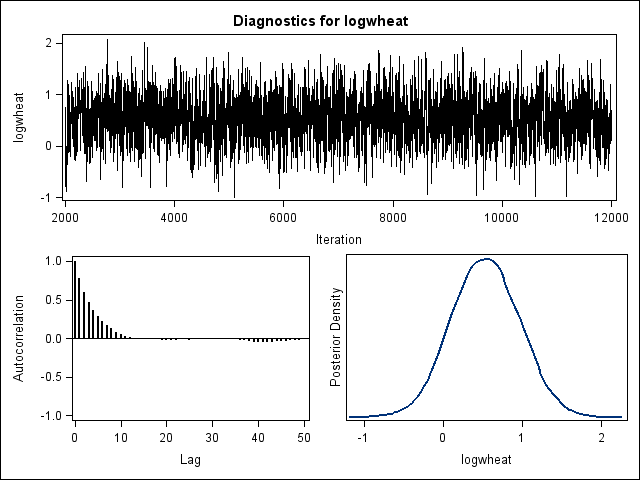 Diagnostics for logwheat
logwheat
2
1
0
-1
2000 4000 6000 8000 10000 12000
Iteration
Autocorrelation
1.0
0.5
0.0
-0.5
-1.0
0 10 20 30 40 50
Lag
Posterior Density
-1 0 1 2
logwheat